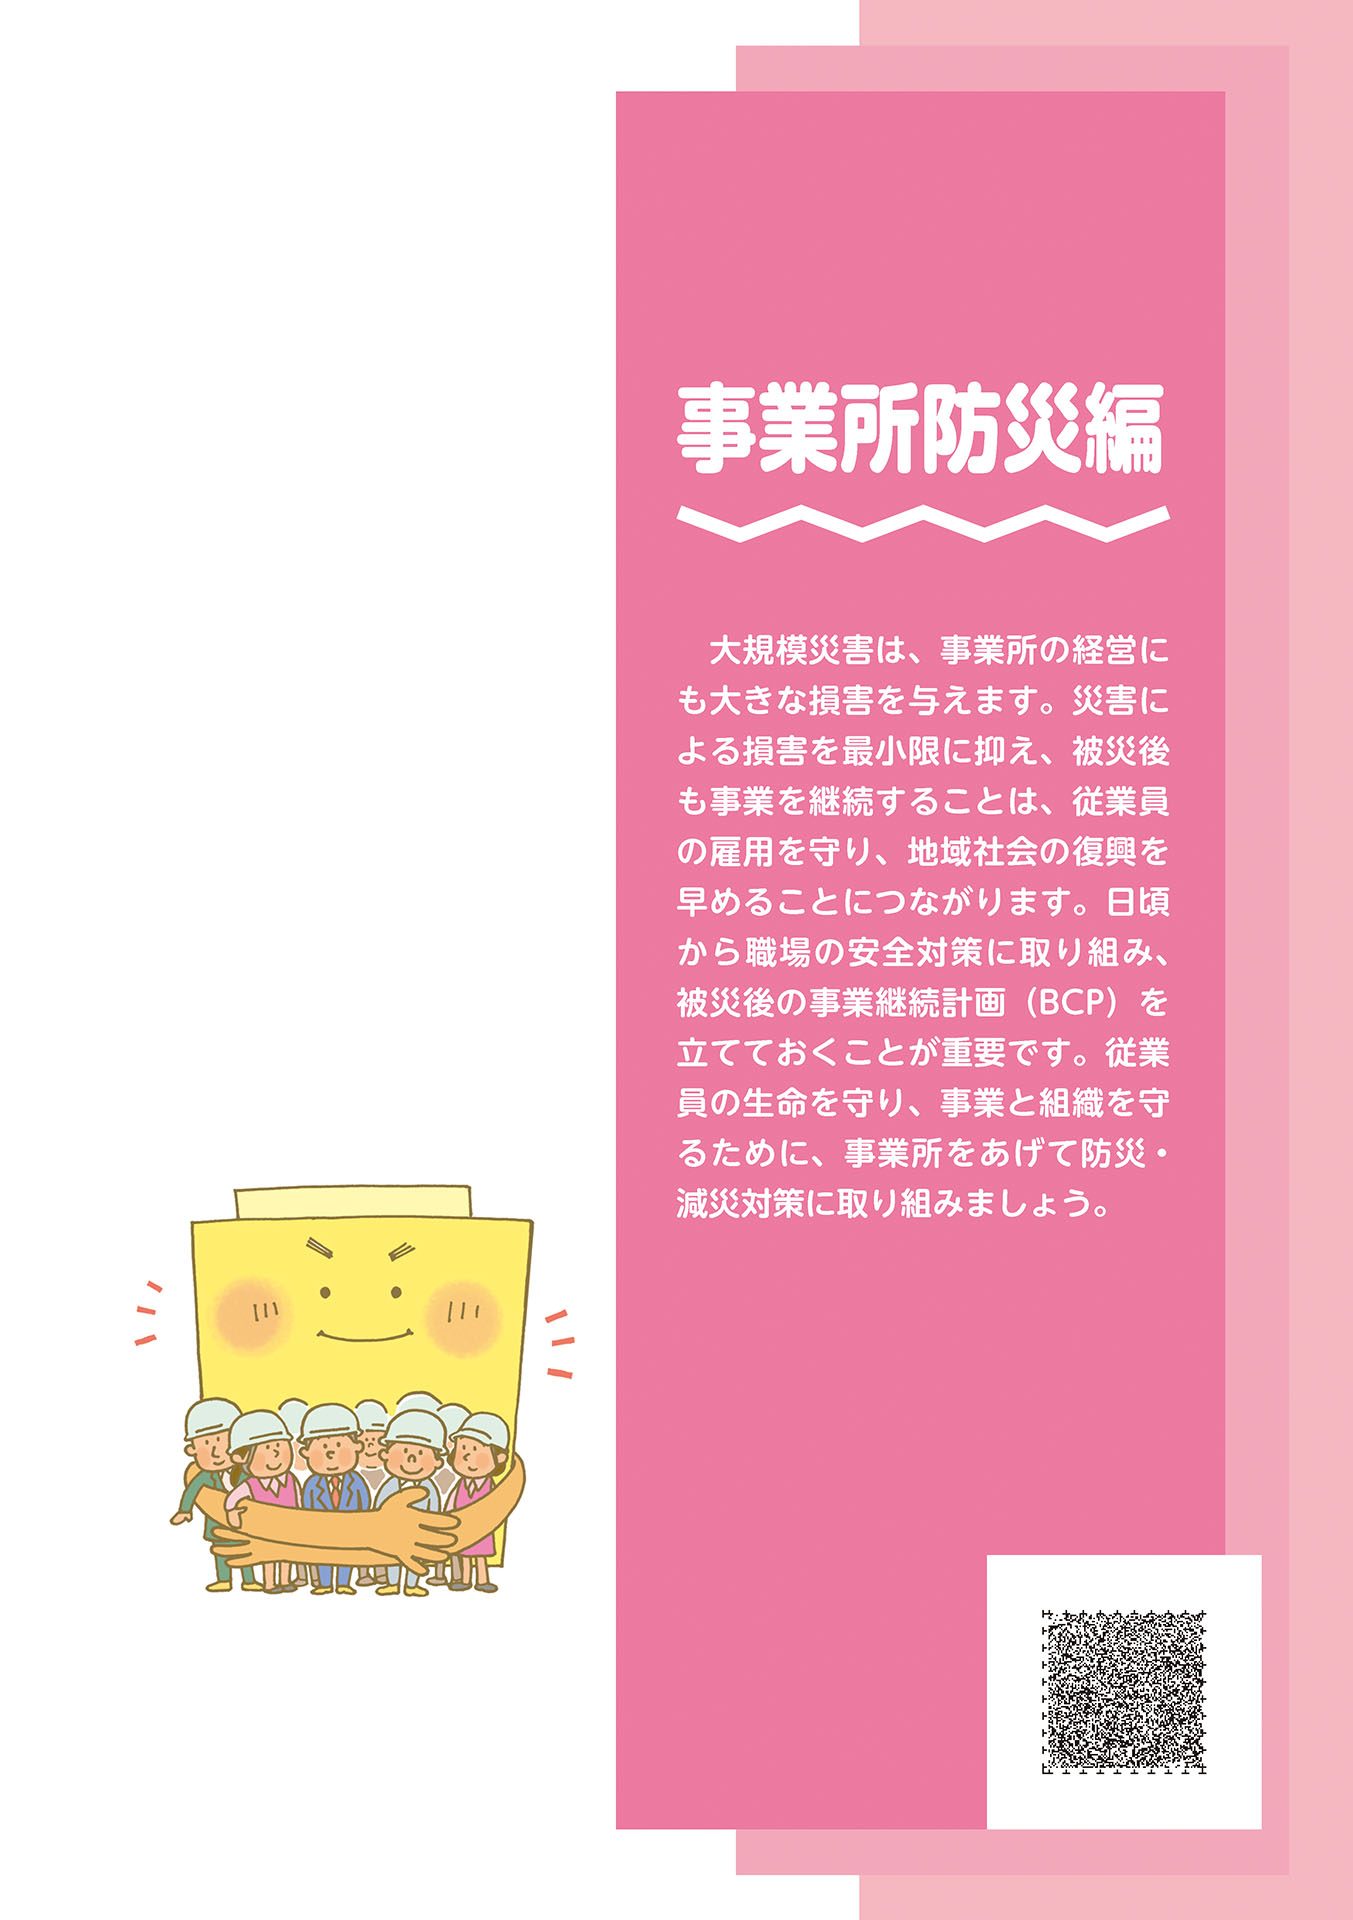 事業所防災編
大規模災害は、事業所の経営に
も大きな損害を与えます。災害に
よる損害を最小限に抑え、被災後
も事業を継続することは、従業員
の雇用を守り、地域社会の復興を
早めることにつながります。日頃
から職場の安全対策に取り組み、
被災後の事業継続計画（BCP）を
立てておくことが重要です。従業
員の生命を守り、事業と組織を守
るために、事業所をあげて防災・
減災対策に取り組みましょう。